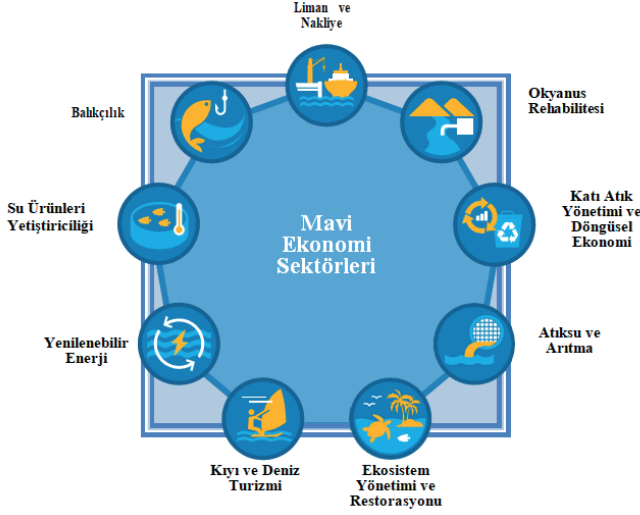 Liman ve
Nakliye
Okyanus
Rehabilitesi
Balıkçılık
Katı Atık
Yönetimi ve
Döngüsel
Ekonomi
Su Ürünleri
Yetiştiriciliği
Mavi
Ekonomi
Sektörleri
Atıksu ve
Arıtma
Yenilenebilir
Enerji
Kıyı ve Deniz
Turizmi
Ekosistem
Yönetimi ve
Restorasyonu